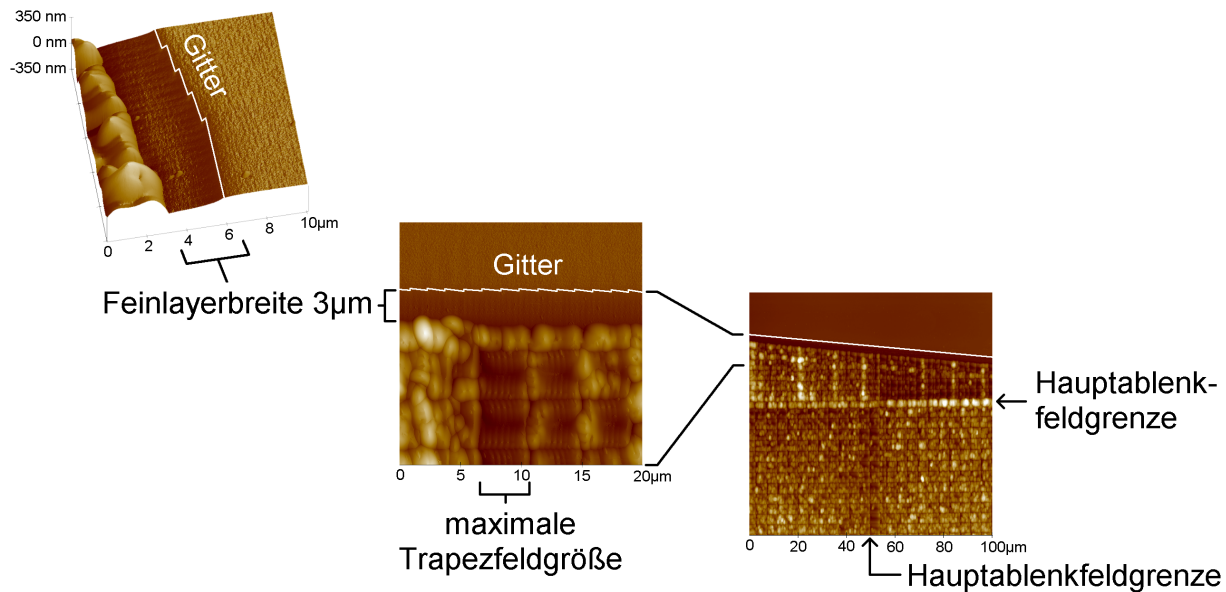 350 nm
0 nm
-350 nm
Gitter
0 2 4 6 8 10µm
Feinlayerbreite 3µm
Gitter
0 5 10 15 20µm
maximale
Trapezfeldgröße
Hauptablenk-
feldgrenze
0 20 40 60 80 100µm
Hauptablenkfeldgrenze